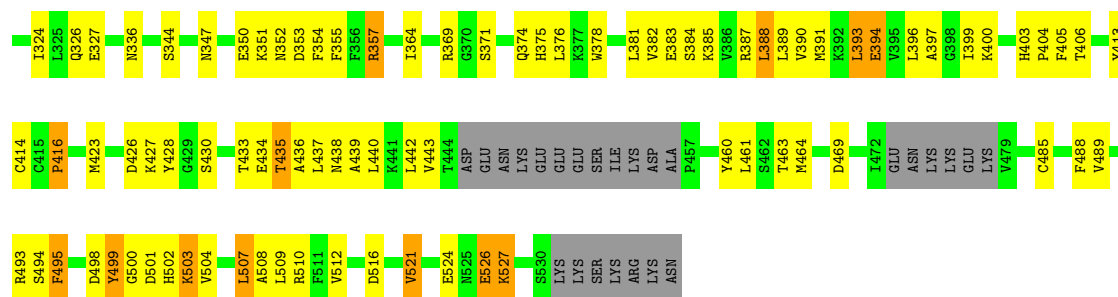 I324 L325 Q326 E327 N336 S344 N347 E350 K351 N352 D353 F354 F355 F356 R357 I364 R369 G370 S371 Q374 H375 L376 K377 W378 L381 V382 E383 S384 K385 V386 R387 L388 L389 V390 M391 K392 L393 E394 V395 L396 A397 G398 I399 K400 H403 P404 F405 T406
C414 C415 P416 M423 D426 K427 Y428 G429 S430 T433 E434 T435 A436 L437 N438 A439 L440 K441 L442 V443 T444 ASP GLU ASN LYS GLU GLU GLU SER ILE LYS ASP ALA P457 Y460 L461 S462 T463 M464 D469 I472 GLU ASN LYS LYS GLU LYS V479 C485 F488 V489
R493 S494 F495 D498 Y499 G500 D501 H502 K503 V504 L507 A508 L509 R510 F511 V512 D516 V521 E524 N525 E526 K527 S530 LYS LYS SER LYS ARG LYS ASN